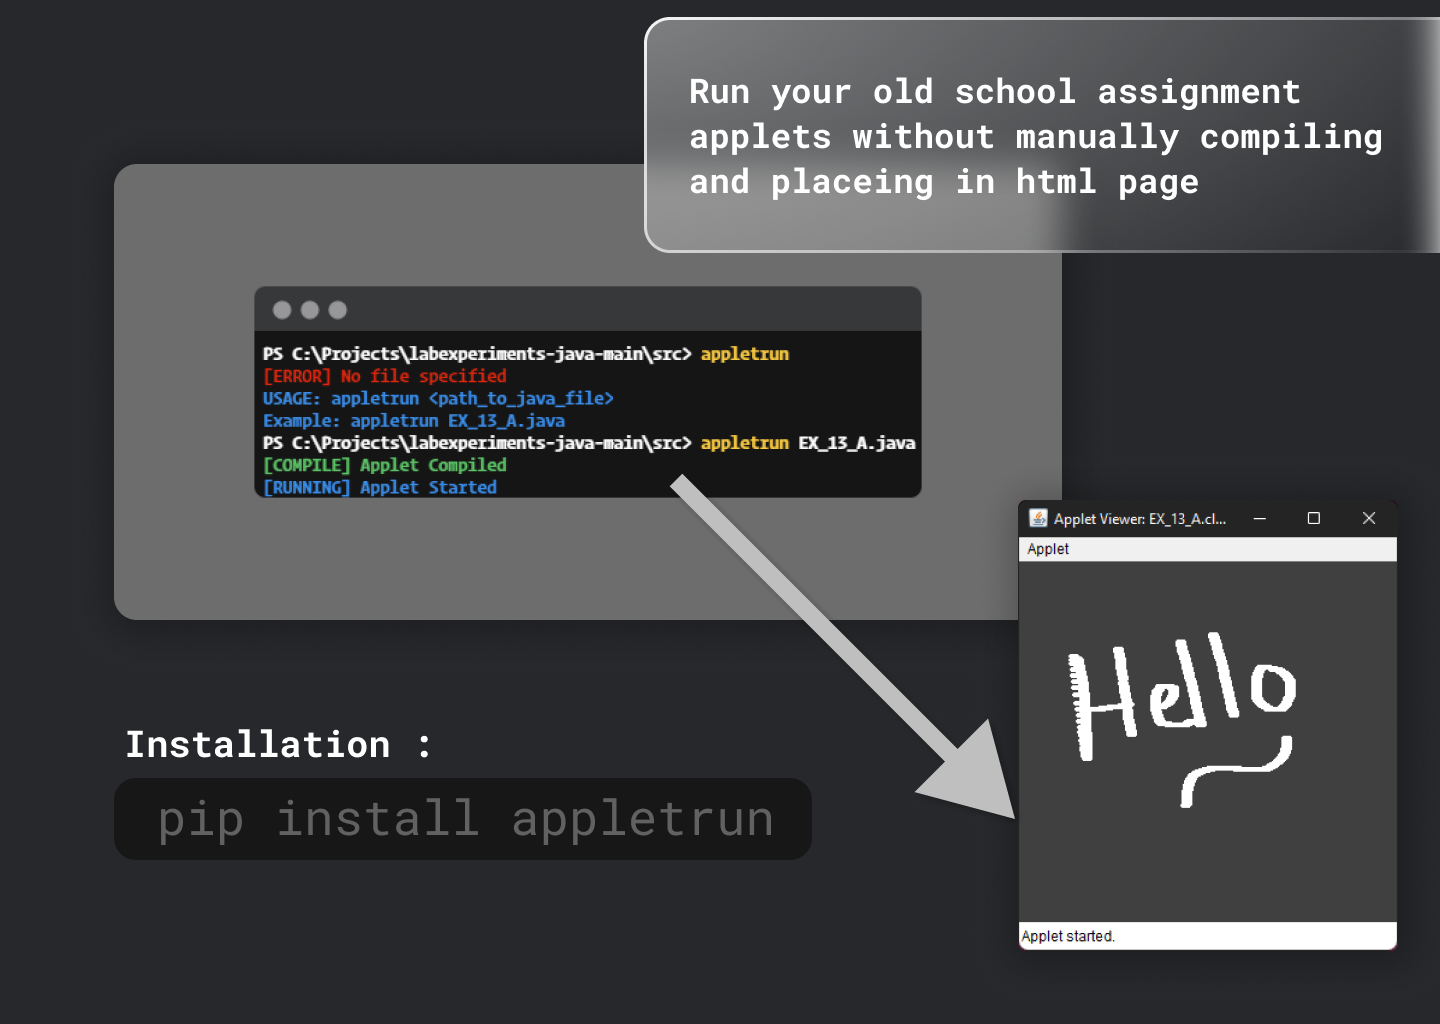 Run your old school assignment
applets without manually compiling
and placeing in html page
PS C:\Projects\labexperiments-java-main\src> appletrun
[ERROR] No file specified
USAGE: appletrun <path_to_java_file>
Example: appletrun EX_13_A.java
PS C:\Projects\labexperiments-java-main\src> appletrun EX_13_A.java
[COMPILE] Applet Compiled
[RUNNING] Applet Started
Applet Viewer: EX_13_A.cl...
Applet
Hello
Applet started.
Installation :
pip install appletrun